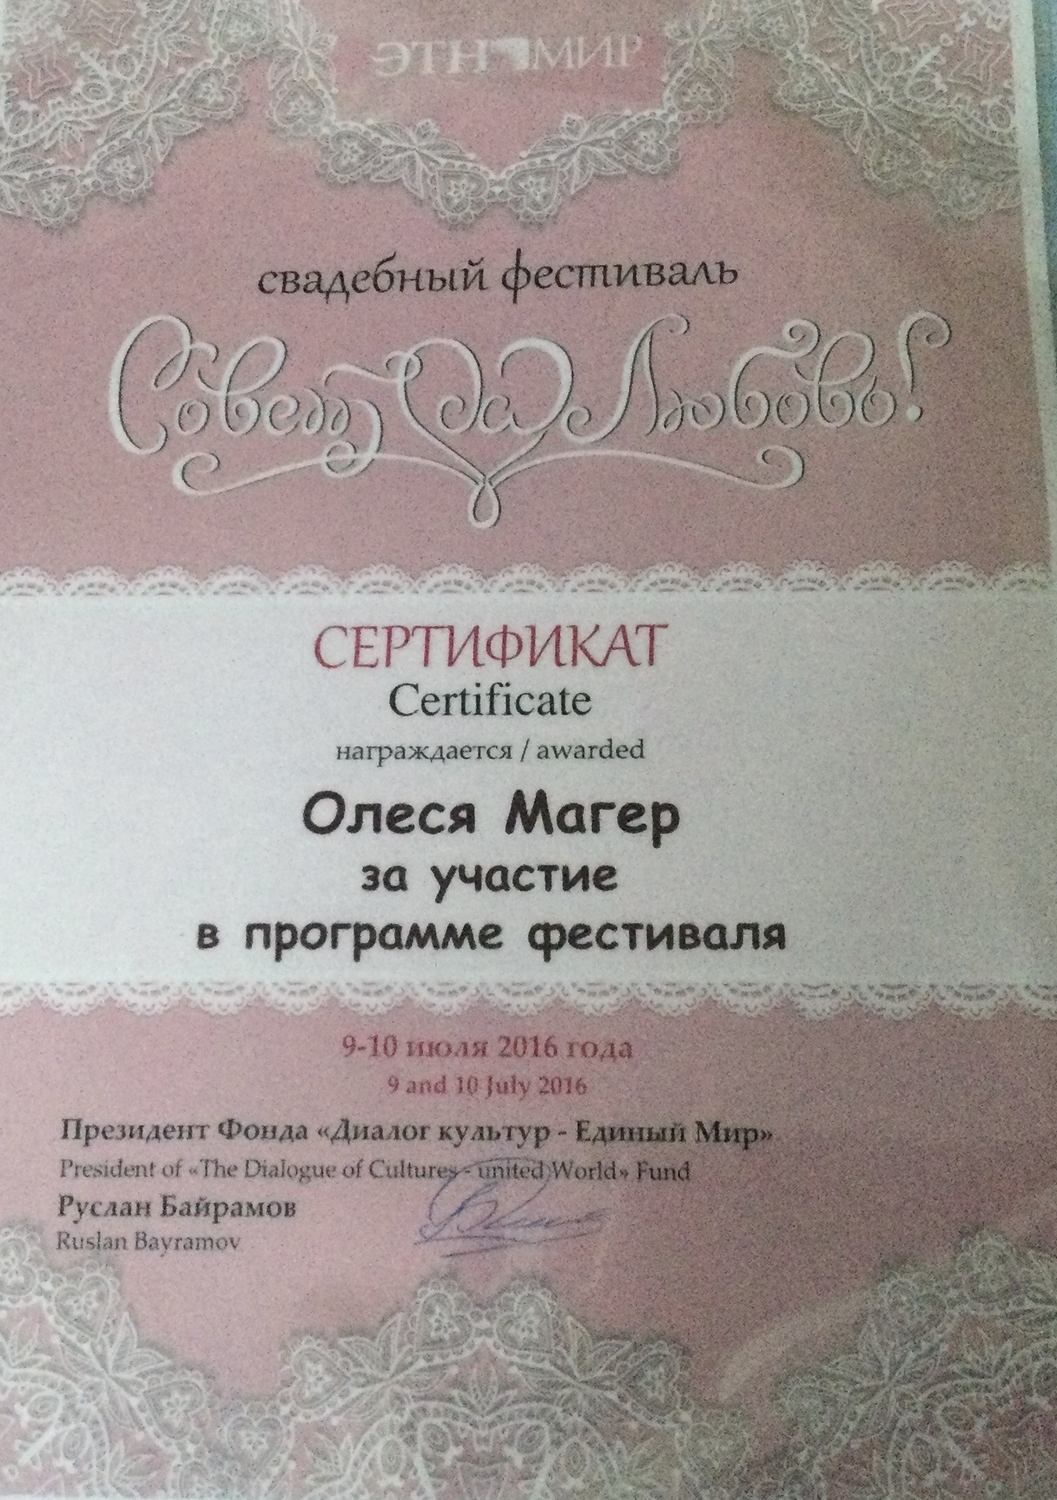 ЭТНОМИР
свадебный фестиваль
Совет да Любовь!
СЕРТИФИКАТ
Certificate
награждается / awarded
Олеся Магер
за участие
в программе фестиваля
9-10 июля 2016 года
9 and 10 July 2016
Президент Фонда «Диалог культур - Единый Мир»
President of «The Dialogue of Cultures - united World» Fund
Руслан Байрамов
Ruslan Bayramov